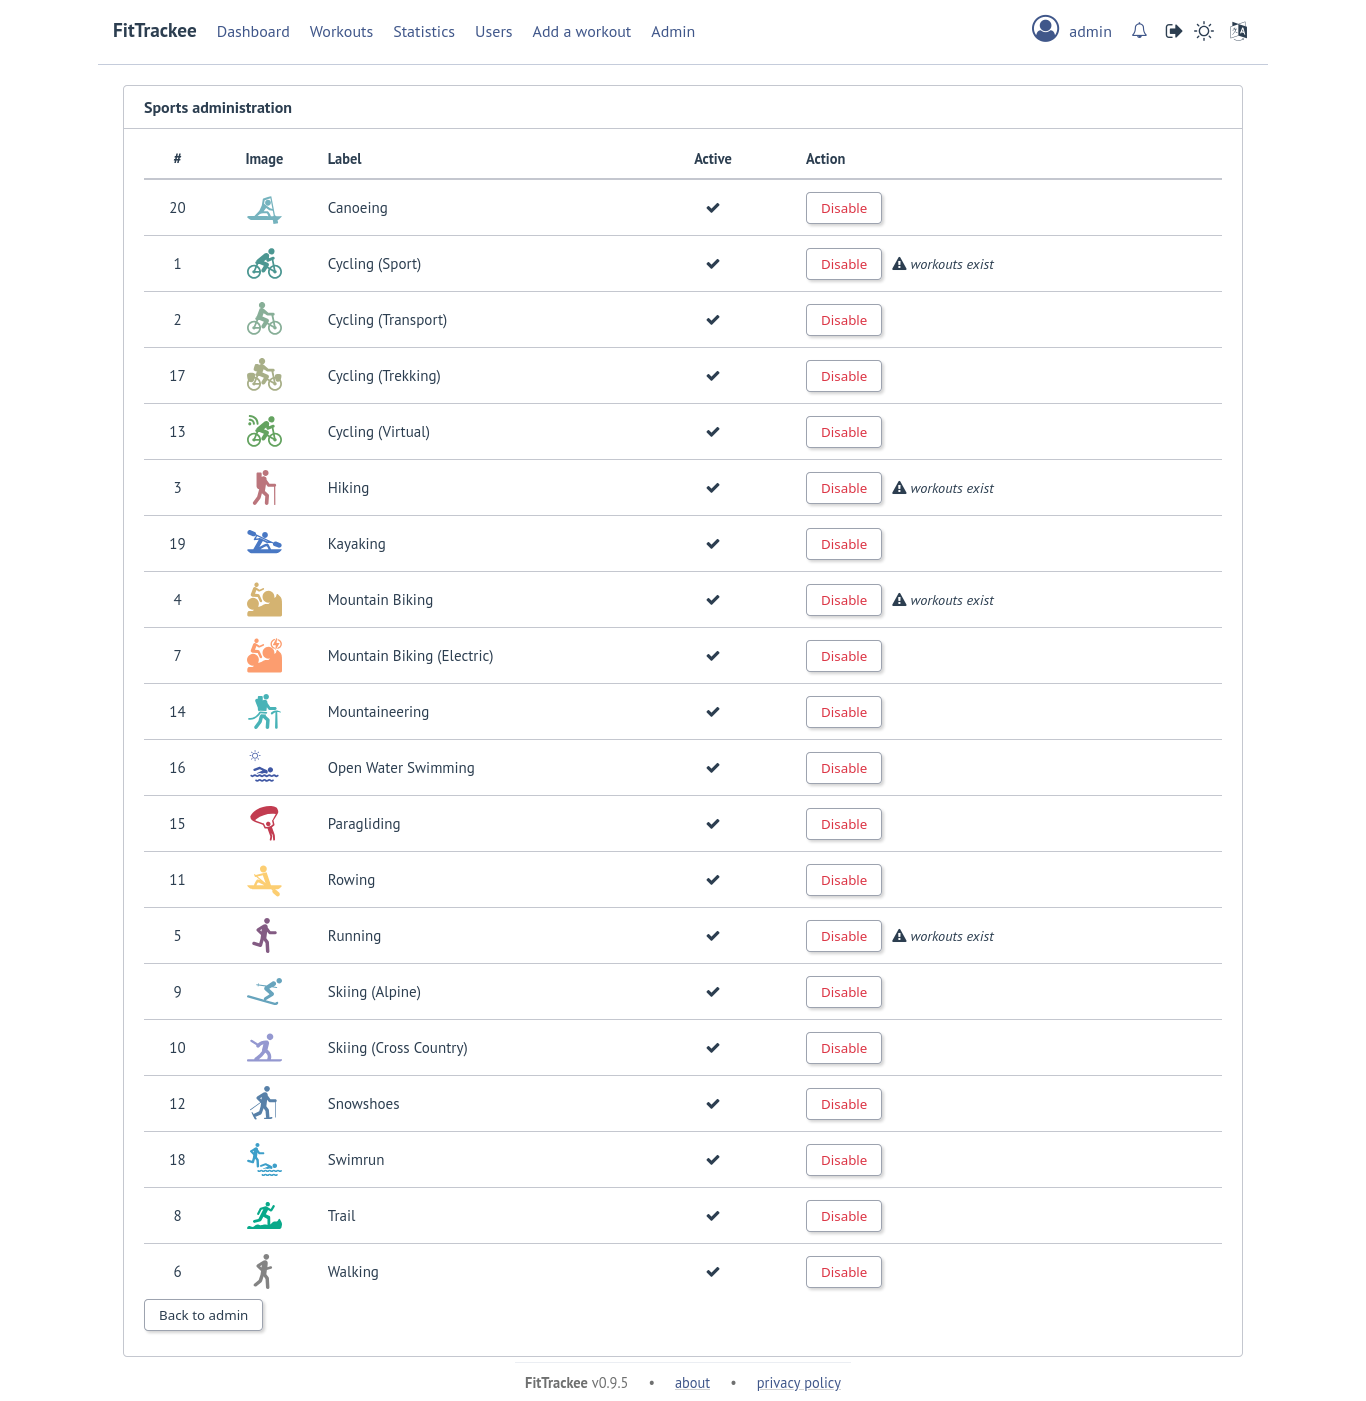 FitTrackee Dashboard Workouts Statistics Users Add a workout Admin admin
Sports administration
# Image Label Active Action
20 Canoeing Disable
1 Cycling (Sport) Disable workouts exist
2 Cycling (Transport) Disable
17 Cycling (Trekking) Disable
13 Cycling (Virtual) Disable
3 Hiking Disable workouts exist
19 Kayaking Disable
4 Mountain Biking Disable workouts exist
7 Mountain Biking (Electric) Disable
14 Mountaineering Disable
16 Open Water Swimming Disable
15 Paragliding Disable
11 Rowing Disable
5 Running Disable workouts exist
9 Skiing (Alpine) Disable
10 Skiing (Cross Country) Disable
12 Snowshoes Disable
18 Swimrun Disable
8 Trail Disable
6 Walking Disable
Back to admin
FitTrackee v0.9.5 • about • privacy policy